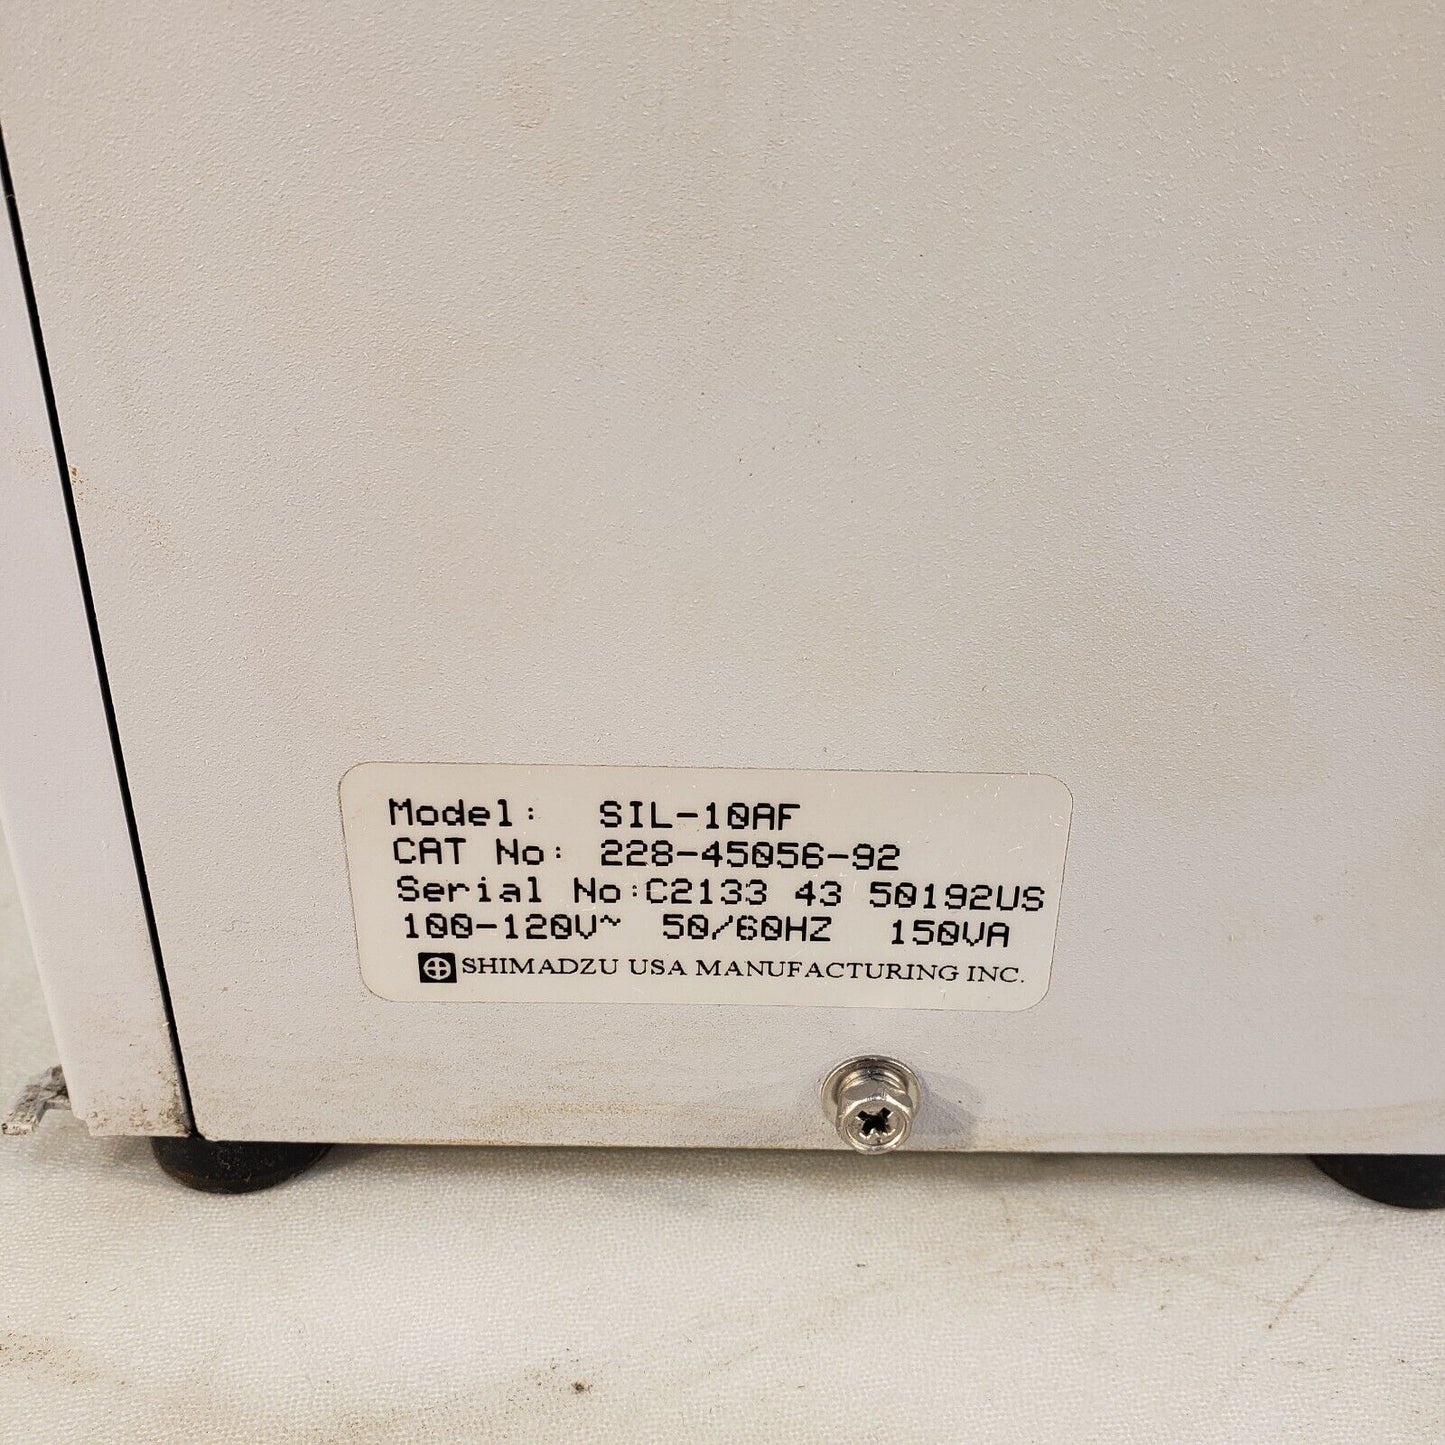 Model: SIL-10AF
CAT No: 228-45056-92
Serial No:C2133 43 50192US
100-120V~ 50/60HZ 150VA
SHIMADZU USA MANUFACTURING INC.